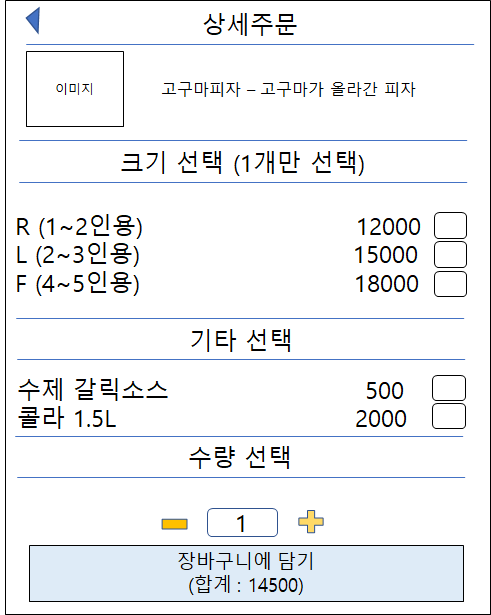 상세주문
이미지
고구마피자 – 고구마가 올라간 피자
크기 선택 (1개만 선택)
R (1~2인용) 12000
L (2~3인용) 15000
F (4~5인용) 18000
기타 선택
수제 갈릭소스 500
콜라 1.5L 2000
수량 선택
1
장바구니에 담기
(합계 : 14500)